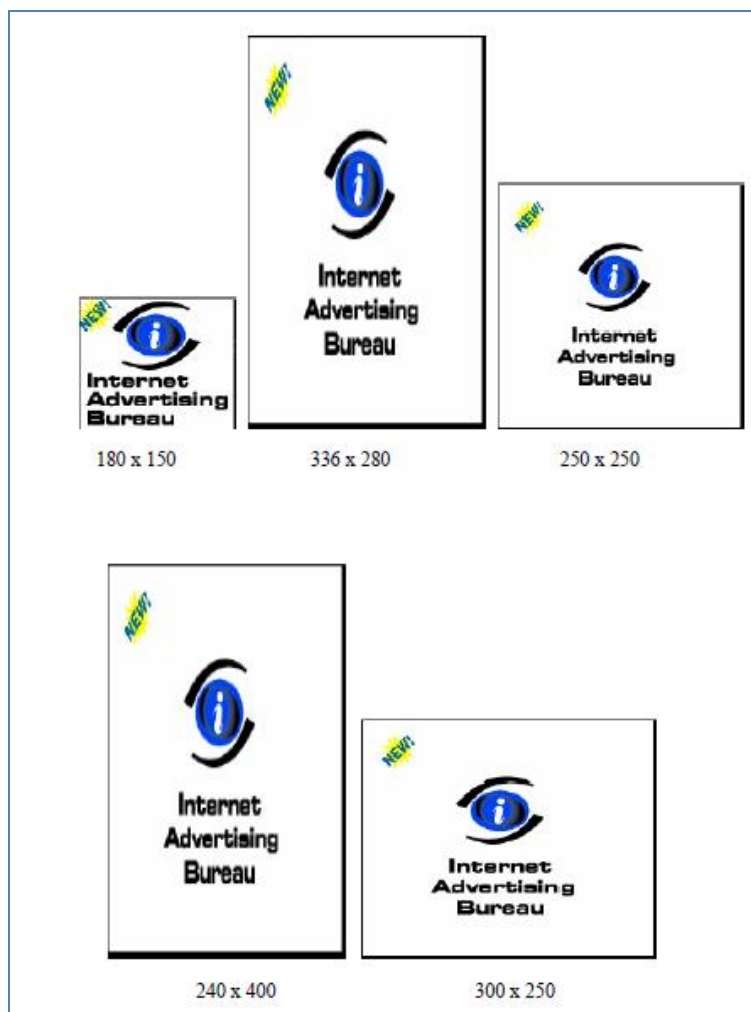 NEW!
i
Internet
Advertising
Bureau
180 x 150
NEW!
i
Internet
Advertising
Bureau
336 x 280
NEW!
i
Internet
Advertising
Bureau
250 x 250
NEW!
i
Internet
Advertising
Bureau
240 x 400
NEW!
i
Internet
Advertising
Bureau
300 x 250